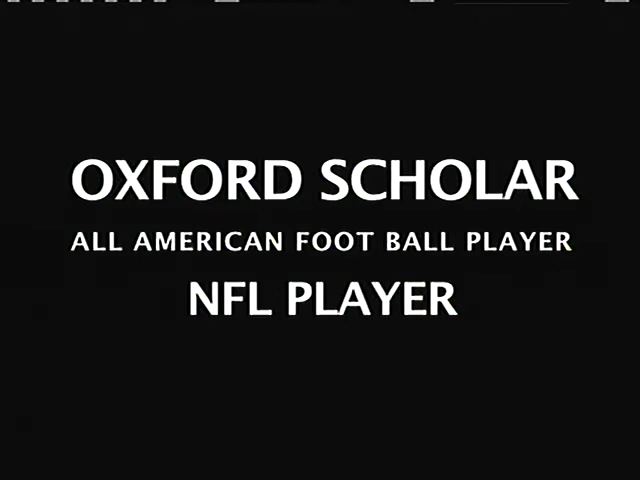 OXFORD SCHOLAR
ALL AMERICAN FOOT BALL PLAYER
NFL PLAYER